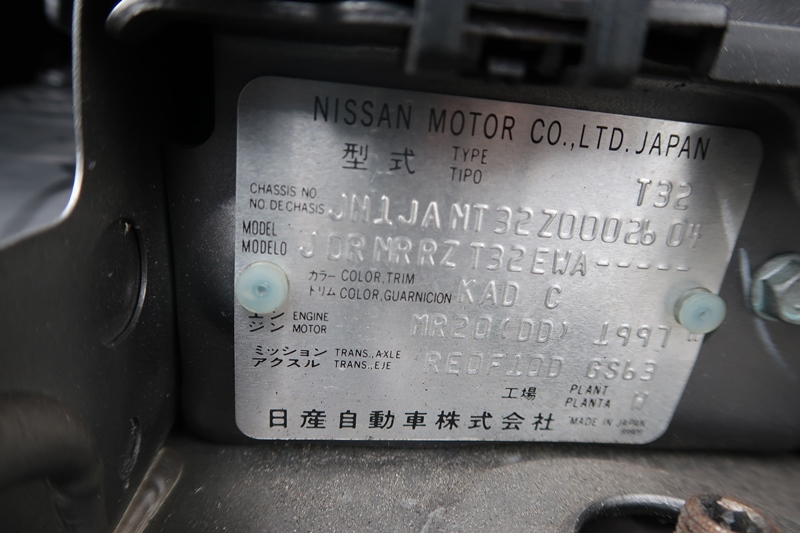 NISSAN MOTOR CO.,LTD.JAPAN
型式 TYPE TIPO T32
CHASSIS NO
NO.DE CHASIS JN1JAMT32Z0002604
MODEL
MODELO JDRMRRZ T32EWA-----
カラー COLOR,TRIM
トリム COLOR,GUARNICION KAD C
エンジン ENGINE MOTOR MR20(DD) 1997
ミッション TRANS.,AXLE
アクスル TRANS.,EJE RE0F10D GS63
工場 PLANT PLANTA W
日産自動車株式会社 MADE IN JAPAN